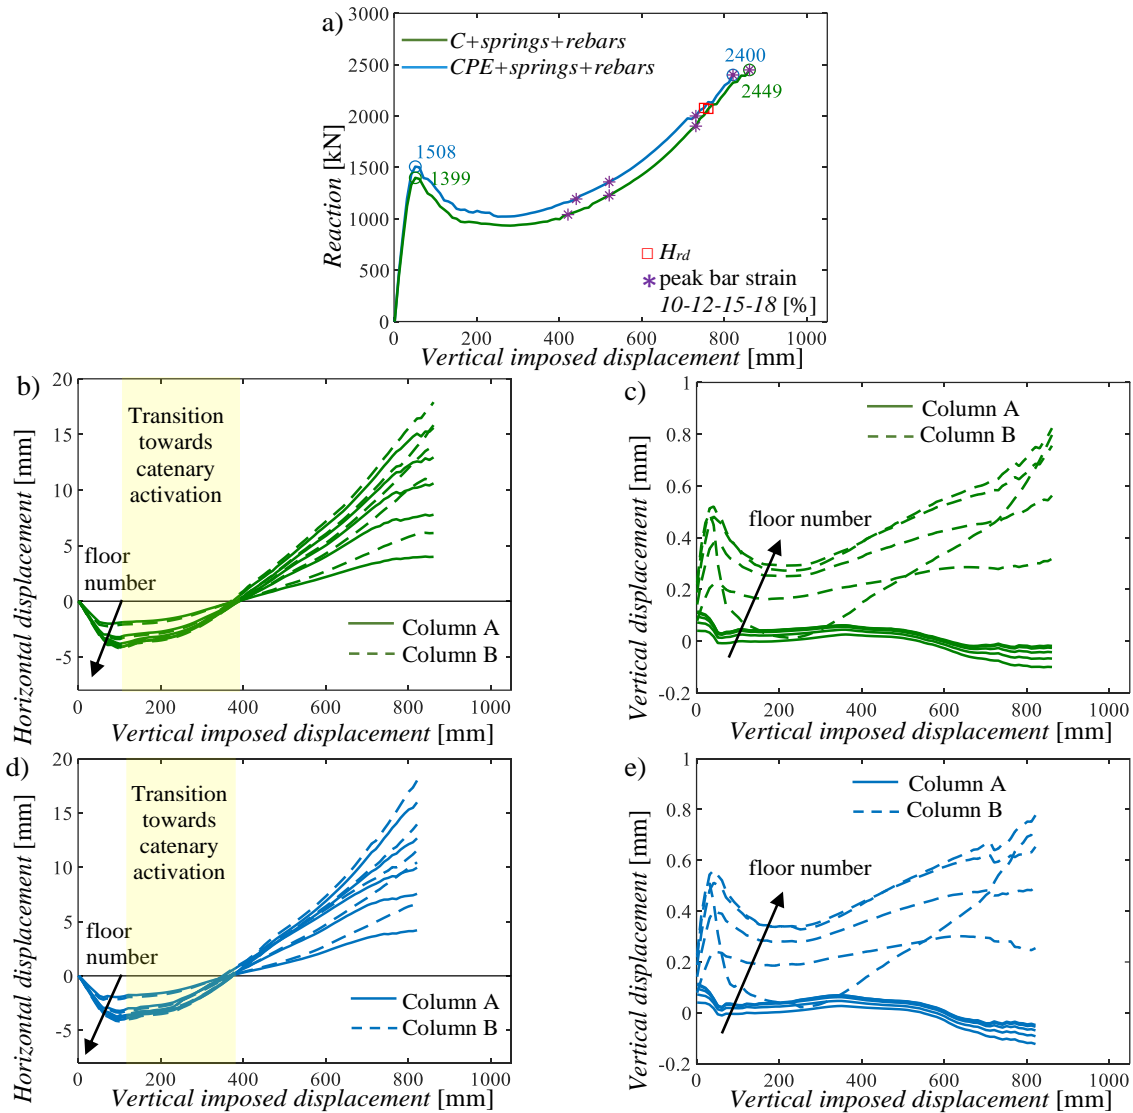 a)
3000
2500
2000
1500
1000
500
0
Reaction [kN]
C+springs+rebars
CPE+springs+rebars
2400
2449
1508
1399
H_rd
peak bar strain
10-12-15-18 [%]
0 200 400 600 800 1000
Vertical imposed displacement [mm]
b)
20
15
10
5
0
-5
Horizontal displacement [mm]
Transition
towards
catenary
activation
floor
number
Column A
Column B
0 200 400 600 800 1000
Vertical imposed displacement [mm]
c)
1
0.8
0.6
0.4
0.2
0
-0.2
Vertical displacement [mm]
Column A
Column B
floor number
0 200 400 600 800 1000
Vertical imposed displacement [mm]
d)
20
15
10
5
0
-5
Horizontal displacement [mm]
Transition
towards
catenary
activation
floor
number
Column A
Column B
0 200 400 600 800 1000
Vertical imposed displacement [mm]
e)
1
0.8
0.6
0.4
0.2
0
-0.2
Vertical displacement [mm]
Column A
Column B
floor number
0 200 400 600 800 1000
Vertical imposed displacement [mm]